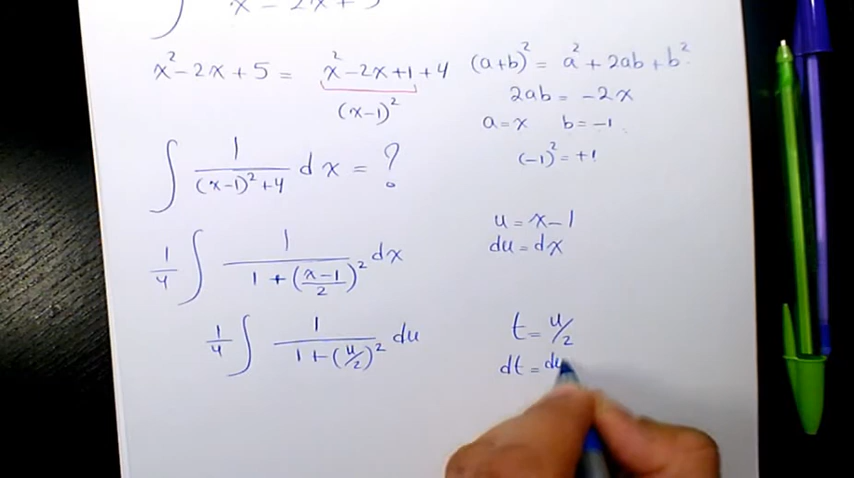 ∫ x - 2x + 5
x² - 2x + 5 = x² - 2x + 1 + 4
(x-1)²
(a+b)² = a² + 2ab + b²
2ab = -2x
a = x b = -1
(-1)² = +1
∫ 1/((x-1)² + 4) dx = ?
u = x - 1
du = dx
1/4 ∫ 1/(1 + ((x-1)/2)²) dx
1/4 ∫ 1/(1 + (u/2)²) du
t = u/2
dt = du